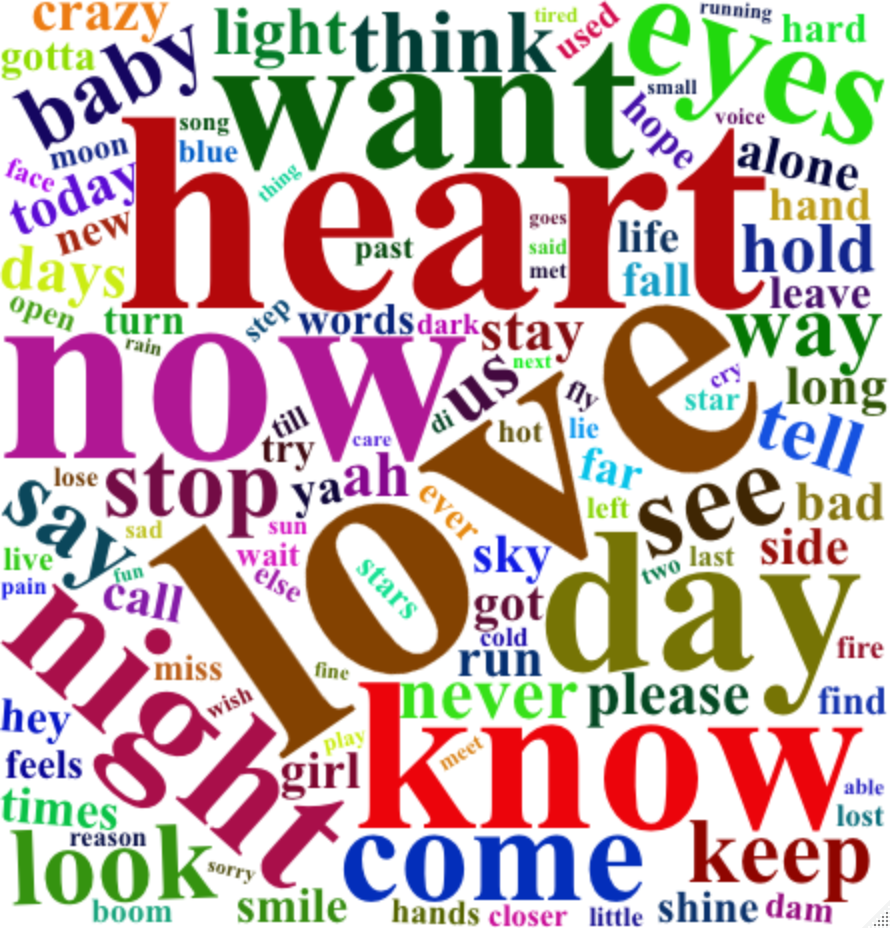 crazy
tired
running
gotta
baby
light
think
used
eyes
hard
want
small
hope
voice
song
moon
blue
alone
face
today
thing
heart
hand
new
past
goes
said
met
life
hold
days
fall
leave
open
turn
step
words
dark
stay
way
rain
now
next
us
love
cry
star
long
till
try
care
di
hot
fly
lie
tell
lose
stop
ya
ah
far
see
bad
say
sad
sun
ever
left
live
fun
wait
else
sky
two
last
side
pain
call
stars
got
day
night
miss
cold
run
fine
fire
wish
never
please
find
hey
feels
girl
play
know
meet
able
times
lost
look
reason
sorry
come
keep
boom
smile
hands
closer
little
shine
dam